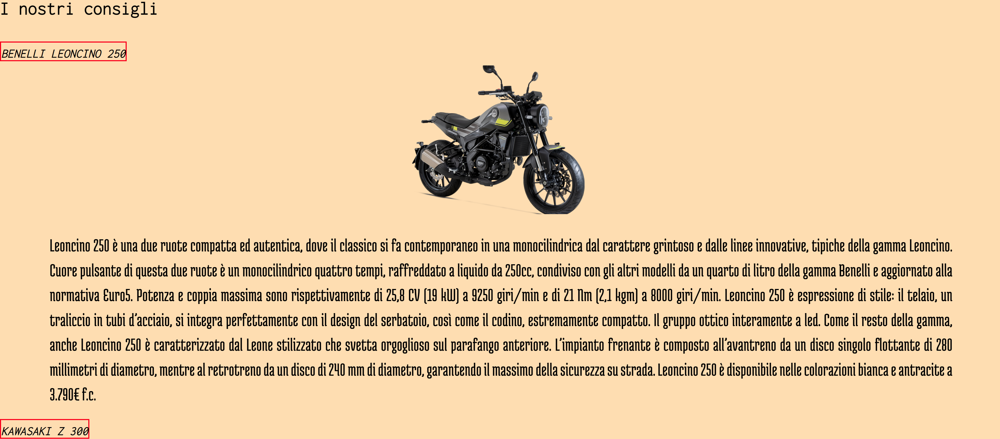 I nostri consigli
BENELLI LEONCINO 250
Leoncino 250 è una due ruote compatta ed autentica, dove il classico si fa contemporaneo in una monocilindrica dal carattere grintoso e dalle linee innovative, tipiche della gamma Leoncino.
Cuore pulsante di questa due ruote è un monocilindrico quattro tempi, raffreddato a liquido da 250cc, condiviso con gli altri modelli da un quarto di litro della gamma Benelli e aggiornato alla
normativa Euro5. Potenza e coppia massima sono rispettivamente di 25,8 CV (19 kW) a 9250 giri/min e di 21 Nm (2,1 kgm) a 8000 giri/min. Leoncino 250 è espressione di stile: il telaio, un
traliccio in tubi d’acciaio, si integra perfettamente con il design del serbatoio, così come il codino, estremamente compatto. Il gruppo ottico interamente a led. Come il resto della gamma,
anche Leoncino 250 è caratterizzato dal Leone stilizzato che svetta orgoglioso sul parafango anteriore. L’impianto frenante è composto all’avantreno da un disco singolo flottante di 280
millimetri di diametro, mentre al retrotreno da un disco di 240 mm di diametro, garantendo il massimo della sicurezza su strada. Leoncino 250 è disponibile nelle colorazioni bianca e antracite a
3.790€ f.c.
KAWASAKI Z 300